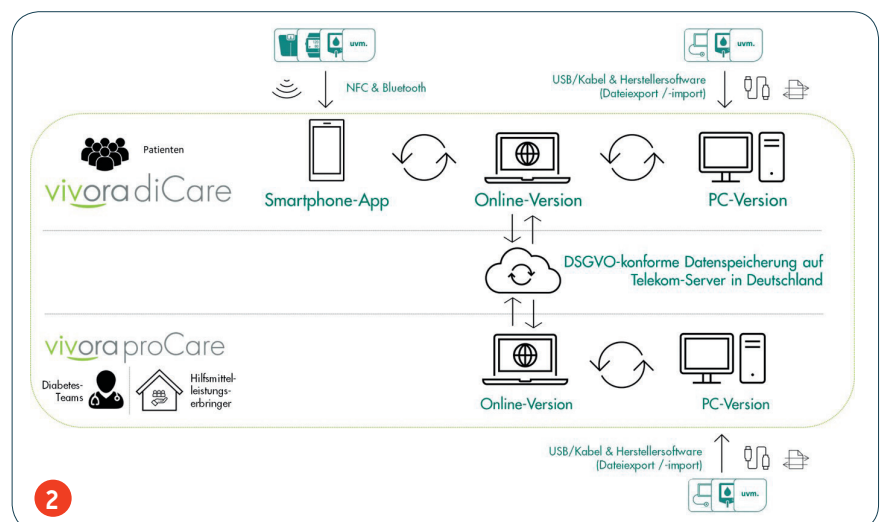 uvm.
uvm.
NFC & Bluetooth
USB/Kabel & Herstellersoftware
(Dateiexport /-import)
Patienten
vivora diCare
Smartphone-App
Online-Version
PC-Version
DSGVO-konforme Datenspeicherung auf
Telekom-Server in Deutschland
vivora proCare
Diabetes-
Teams
Hilfsmittel-
leistungs-
erbringer
Online-Version
PC-Version
USB/Kabel & Herstellersoftware
(Dateiexport /-import)
uvm.
2